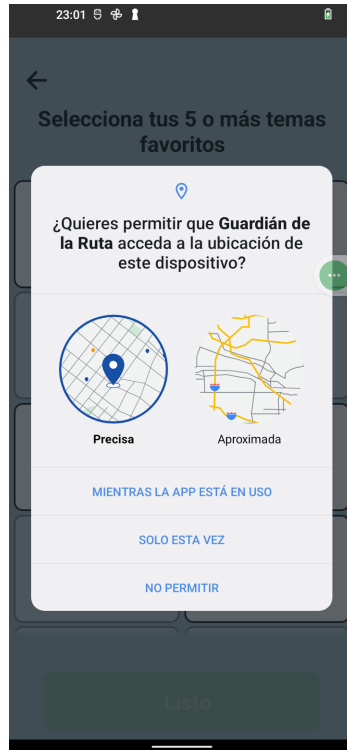 23:01
Selecciona tus 5 o más temas
favoritos
¿Quieres permitir que Guardián de
la Ruta acceda a la ubicación de
este dispositivo?
Precisa
Aproximada
MIENTRAS LA APP ESTÁ EN USO
SOLO ESTA VEZ
NO PERMITIR
Listo